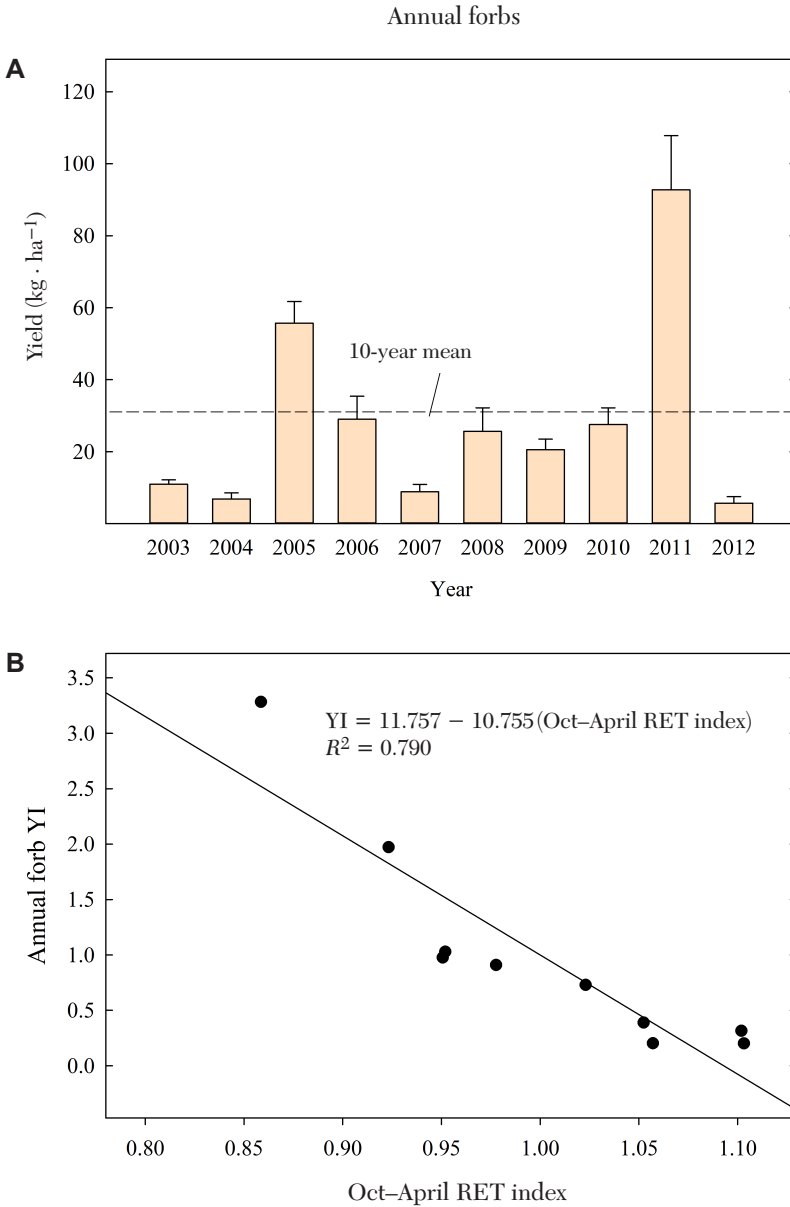 Annual forbs
A
120
100
80
60
40
20
Yield (kg · ha⁻¹)
10-year mean
2003 2004 2005 2006 2007 2008 2009 2010 2011 2012
Year
B
3.5
3.0
2.5
2.0
1.5
1.0
0.5
0.0
Annual forb YI
YI = 11.757 − 10.755(Oct–April RET index)
R² = 0.790
0.80 0.85 0.90 0.95 1.00 1.05 1.10
Oct–April RET index